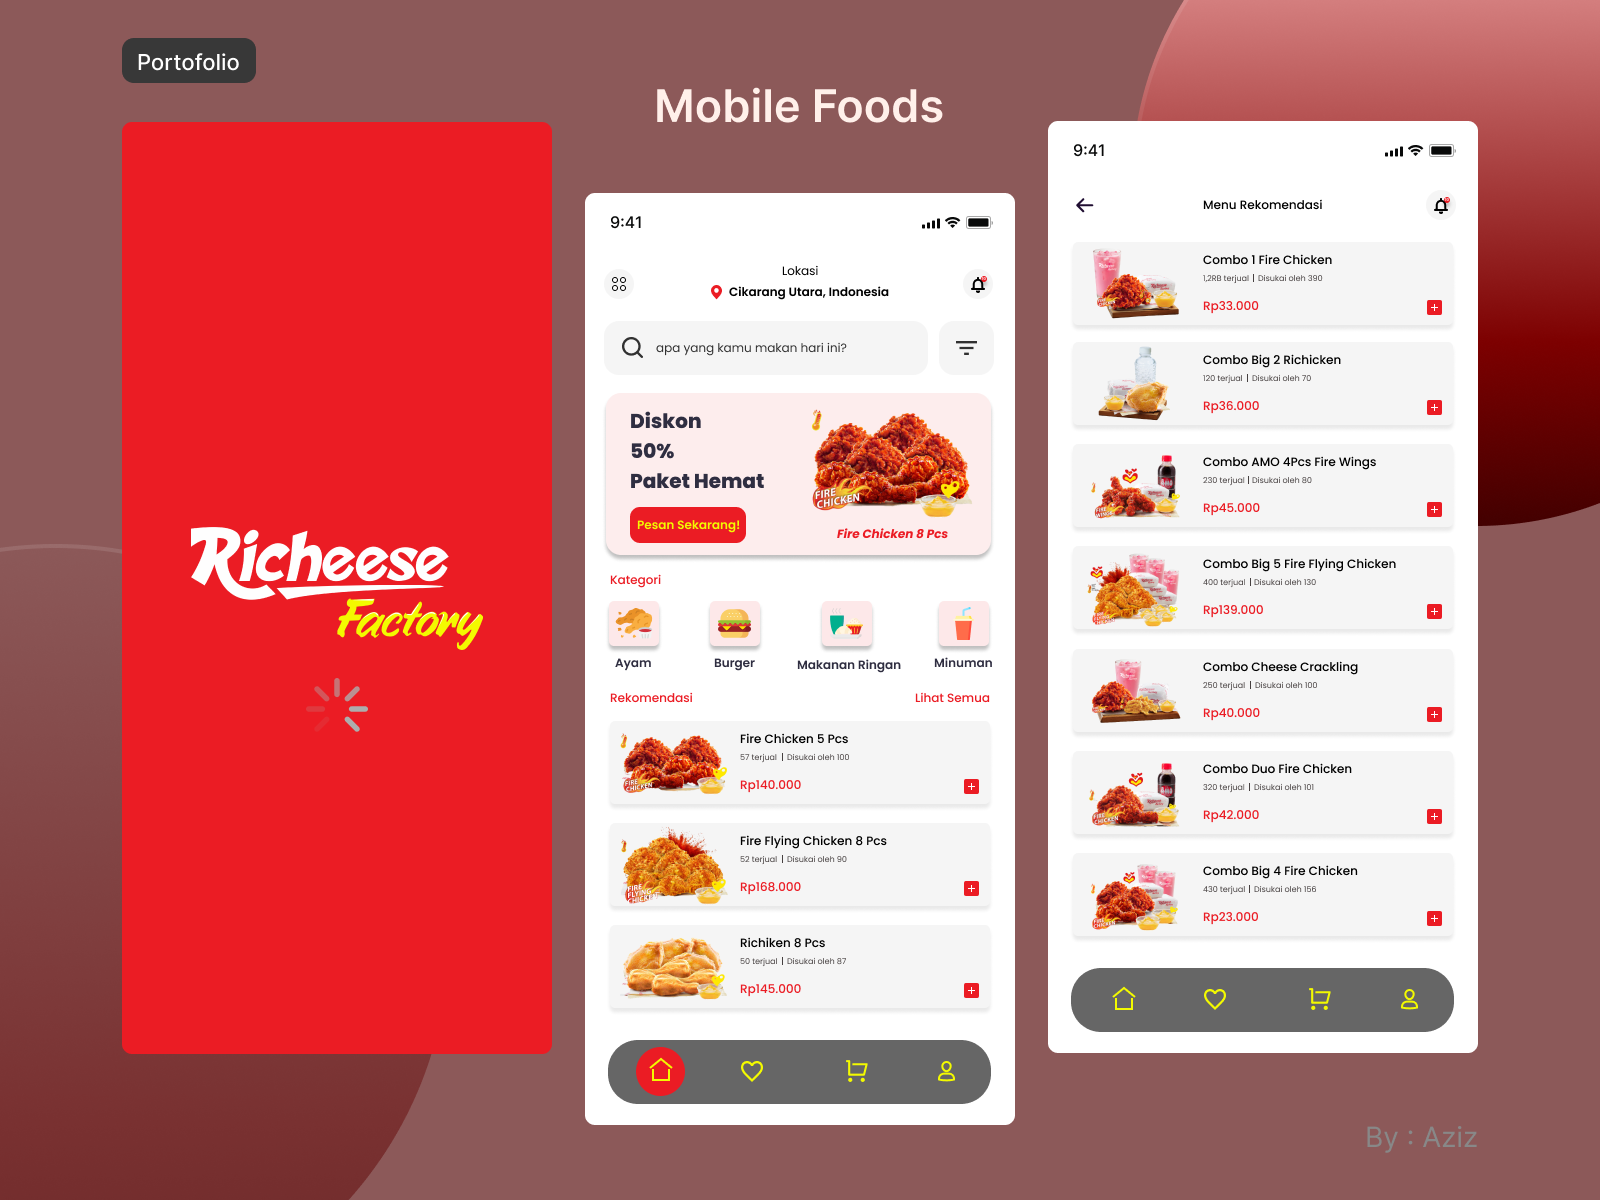 Portofolio
Mobile Foods
Richeese
Factory
9:41
Lokasi
Cikarang Utara, Indonesia
apa yang kamu makan hari ini?
Diskon
50%
Paket Hemat
Pesan Sekarang!
FIRE
CHICKEN
Fire Chicken 8 Pcs
Kategori
Ayam
Burger
Makanan Ringan
Minuman
Rekomendasi
Lihat Semua
FIRE
CHICKEN
Fire Chicken 5 Pcs
57 terjual | Disukai oleh 100
Rp140.000
FIRE
FLYING
CHICKEN
Fire Flying Chicken 8 Pcs
52 terjual | Disukai oleh 90
Rp168.000
Richiken 8 Pcs
50 terjual | Disukai oleh 87
Rp145.000
9:41
Menu Rekomendasi
Combo 1 Fire Chicken
1,2RB terjual | Disukai oleh 390
Rp33.000
Combo Big 2 Richicken
120 terjual | Disukai oleh 70
Rp36.000
Combo AMO 4Pcs Fire Wings
230 terjual | Disukai oleh 80
Rp45.000
Combo Big 5 Fire Flying Chicken
400 terjual | Disukai oleh 130
Rp139.000
Combo Cheese Crackling
250 terjual | Disukai oleh 100
Rp40.000
Combo Duo Fire Chicken
320 terjual | Disukai oleh 101
Rp42.000
Combo Big 4 Fire Chicken
430 terjual | Disukai oleh 156
Rp23.000
By : Aziz